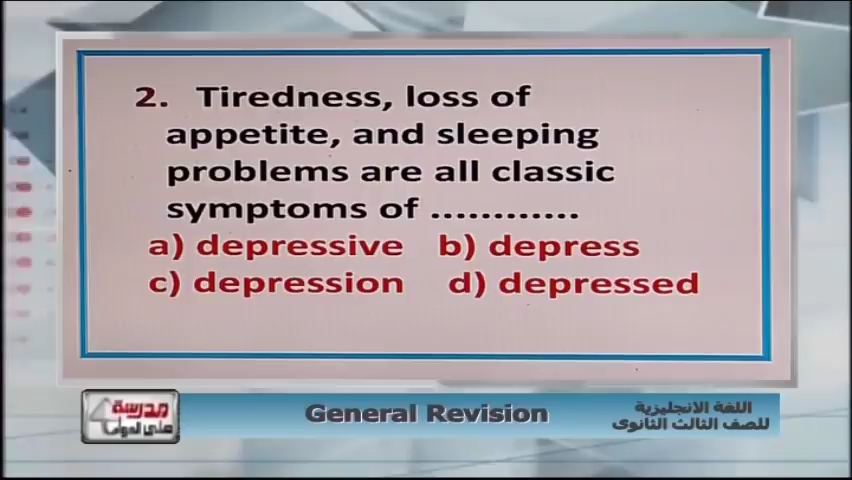 2. Tiredness, loss of
appetite, and sleeping
problems are all classic
symptoms of ............
a) depressive b) depress
c) depression d) depressed
مدرسة
على الهواء
General Revision
اللغة الانجليزية
للصف الثالث الثانوى